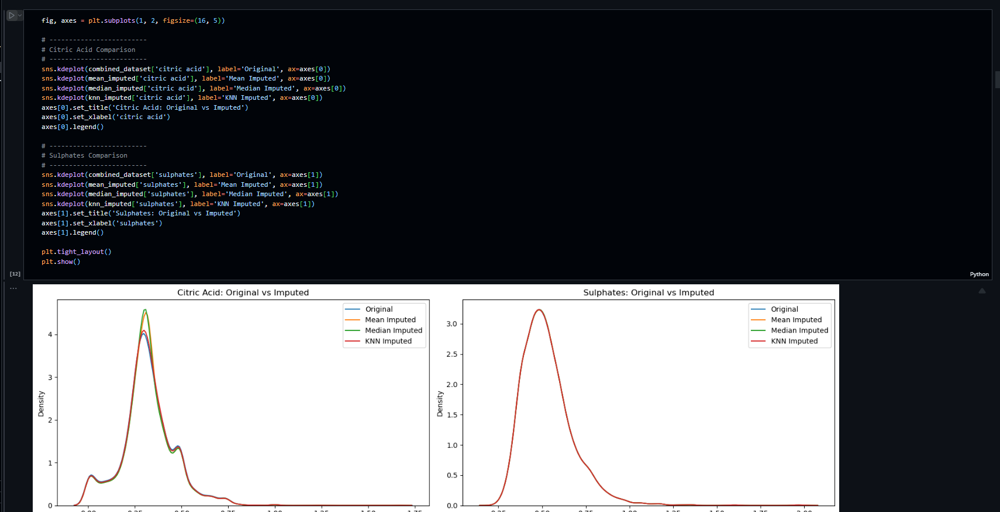 fig, axes = plt.subplots(1, 2, figsize=(16, 5))
# -------------------------
# Citric Acid Comparison
# -------------------------
sns.kdeplot(combined_dataset['citric acid'], label='Original', ax=axes[0])
sns.kdeplot(mean_imputed['citric acid'], label='Mean Imputed', ax=axes[0])
sns.kdeplot(median_imputed['citric acid'], label='Median Imputed', ax=axes[0])
sns.kdeplot(knn_imputed['citric acid'], label='KNN Imputed', ax=axes[0])
axes[0].set_title('Citric Acid: Original vs Imputed')
axes[0].set_xlabel('citric acid')
axes[0].legend()
# -------------------------
# Sulphates Comparison
# -------------------------
sns.kdeplot(combined_dataset['sulphates'], label='Original', ax=axes[1])
sns.kdeplot(mean_imputed['sulphates'], label='Mean Imputed', ax=axes[1])
sns.kdeplot(median_imputed['sulphates'], label='Median Imputed', ax=axes[1])
sns.kdeplot(knn_imputed['sulphates'], label='KNN Imputed', ax=axes[1])
axes[1].set_title('Sulphates: Original vs Imputed')
axes[1].set_xlabel('sulphates')
axes[1].legend()
plt.tight_layout()
plt.show()
[12]
Python
...
Citric Acid: Original vs Imputed
Original
Mean Imputed
Median Imputed
KNN Imputed
Density
4
3
2
1
0
Sulphates: Original vs Imputed
Original
Mean Imputed
Median Imputed
KNN Imputed
Density
3.0
2.5
2.0
1.5
1.0
0.5
0.0